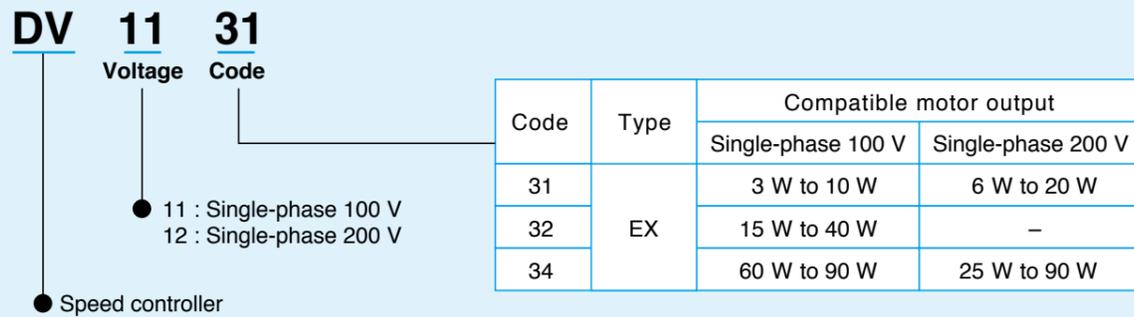 DV 11 31
Voltage Code
11 : Single-phase 100 V
12 : Single-phase 200 V
Speed controller
Code Type Compatible motor output
Single-phase 100 V Single-phase 200 V
31 EX 3 W to 10 W 6 W to 20 W
32 15 W to 40 W –
34 60 W to 90 W 25 W to 90 W